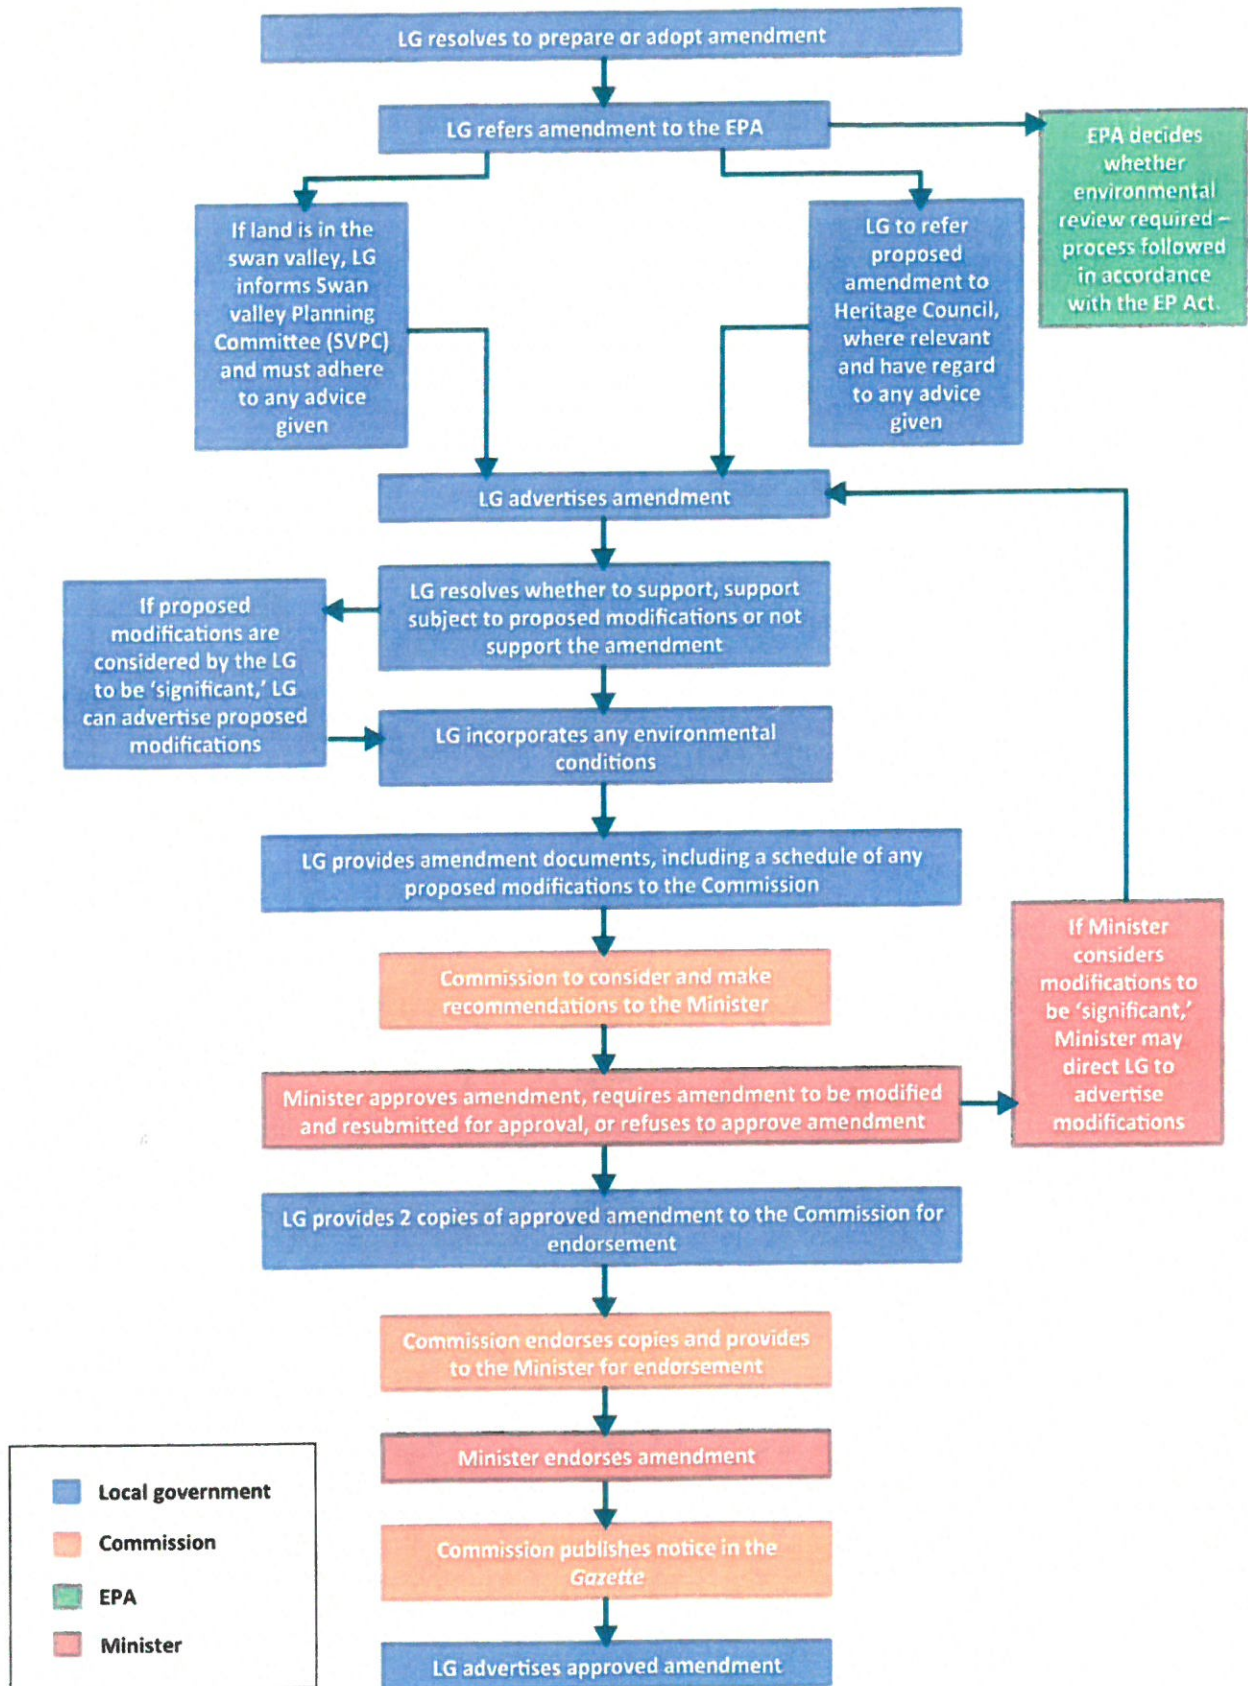 LG resolves to prepare or adopt amendment
LG refers amendment to the EPA
EPA decides
whether
environmental
review required –
process followed
in accordance
with the EP Act.
If land is in the
swan valley, LG
informs Swan
valley Planning
Committee (SVPC)
and must adhere
to any advice
given
LG to refer
proposed
amendment to
Heritage Council,
where relevant
and have regard
to any advice
given
LG advertises amendment
LG resolves whether to support, support
subject to proposed modifications or not
support the amendment
If proposed
modifications are
considered by the LG
to be ‘significant,’ LG
can advertise proposed
modifications
LG incorporates any environmental
conditions
LG provides amendment documents, including a schedule of any
proposed modifications to the Commission
Commission to consider and make
recommendations to the Minister
If Minister
considers
modifications to
be ‘significant,’
Minister may
direct LG to
advertise
modifications
Minister approves amendment, requires amendment to be modified
and resubmitted for approval, or refuses to approve amendment
LG provides 2 copies of approved amendment to the Commission for
endorsement
Commission endorses copies and provides
to the Minister for endorsement
Minister endorses amendment
Commission publishes notice in the
Gazette
LG advertises approved amendment
Local government
Commission
EPA
Minister